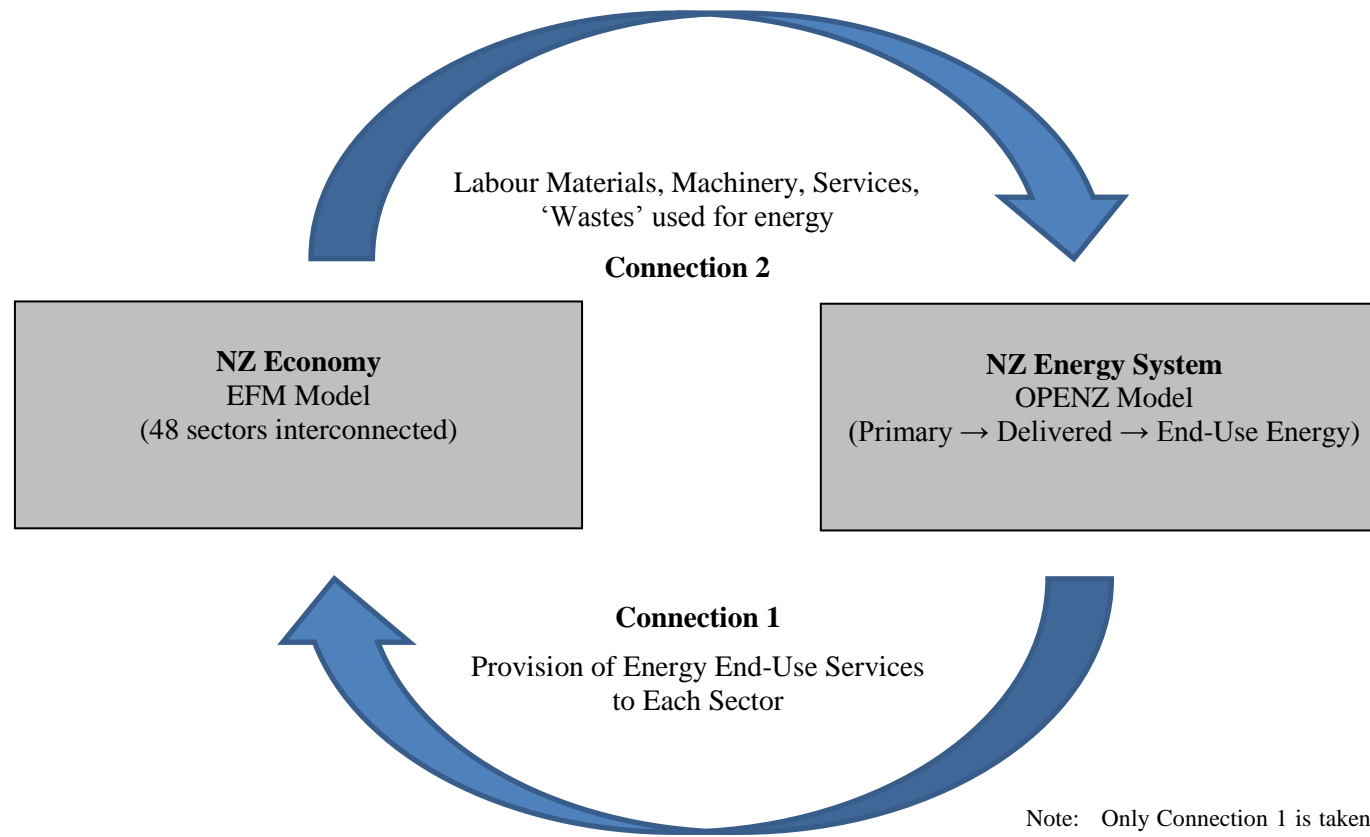 Labour Materials, Machinery, Services,
‘Wastes’ used for energy
Connection 2
NZ Economy
EFM Model
(48 sectors interconnected)
NZ Energy System
OPENZ Model
(Primary → Delivered → End-Use Energy)
Connection 1
Provision of Energy End-Use Services
to Each Sector
Note: Only Connection 1 is taken